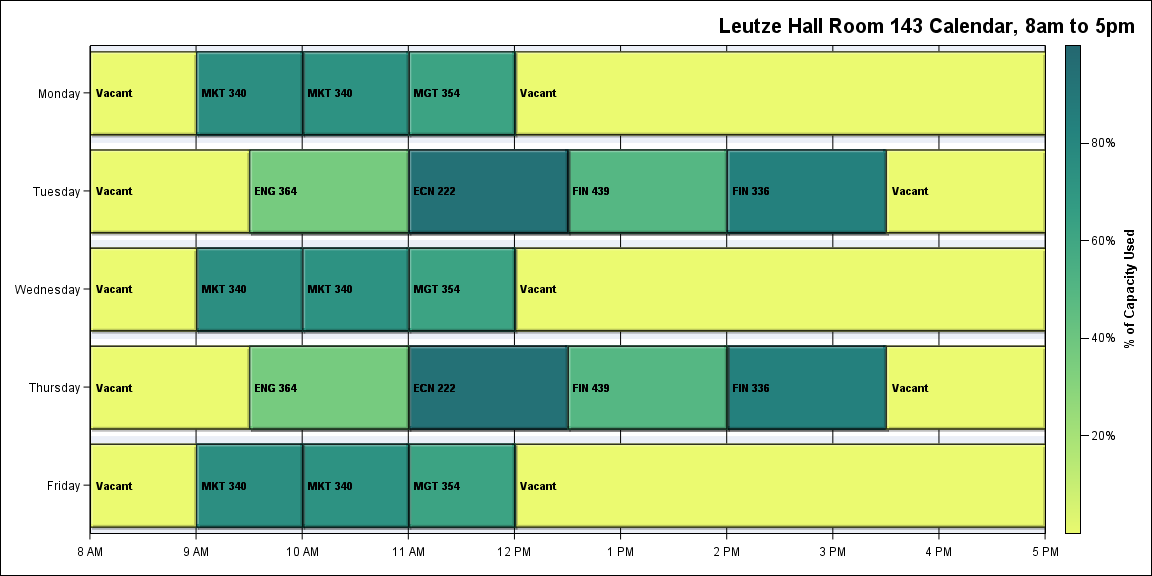 Leutze Hall Room 143 Calendar, 8am to 5pm
Monday
Vacant
MKT 340
MKT 340
MGT 354
Vacant
Tuesday
Vacant
ENG 364
ECN 222
FIN 439
FIN 336
Vacant
Wednesday
Vacant
MKT 340
MKT 340
MGT 354
Vacant
Thursday
Vacant
ENG 364
ECN 222
FIN 439
FIN 336
Vacant
Friday
Vacant
MKT 340
MKT 340
MGT 354
Vacant
8 AM
9 AM
10 AM
11 AM
12 PM
1 PM
2 PM
3 PM
4 PM
5 PM
80%
60%
40%
20%
% of Capacity Used